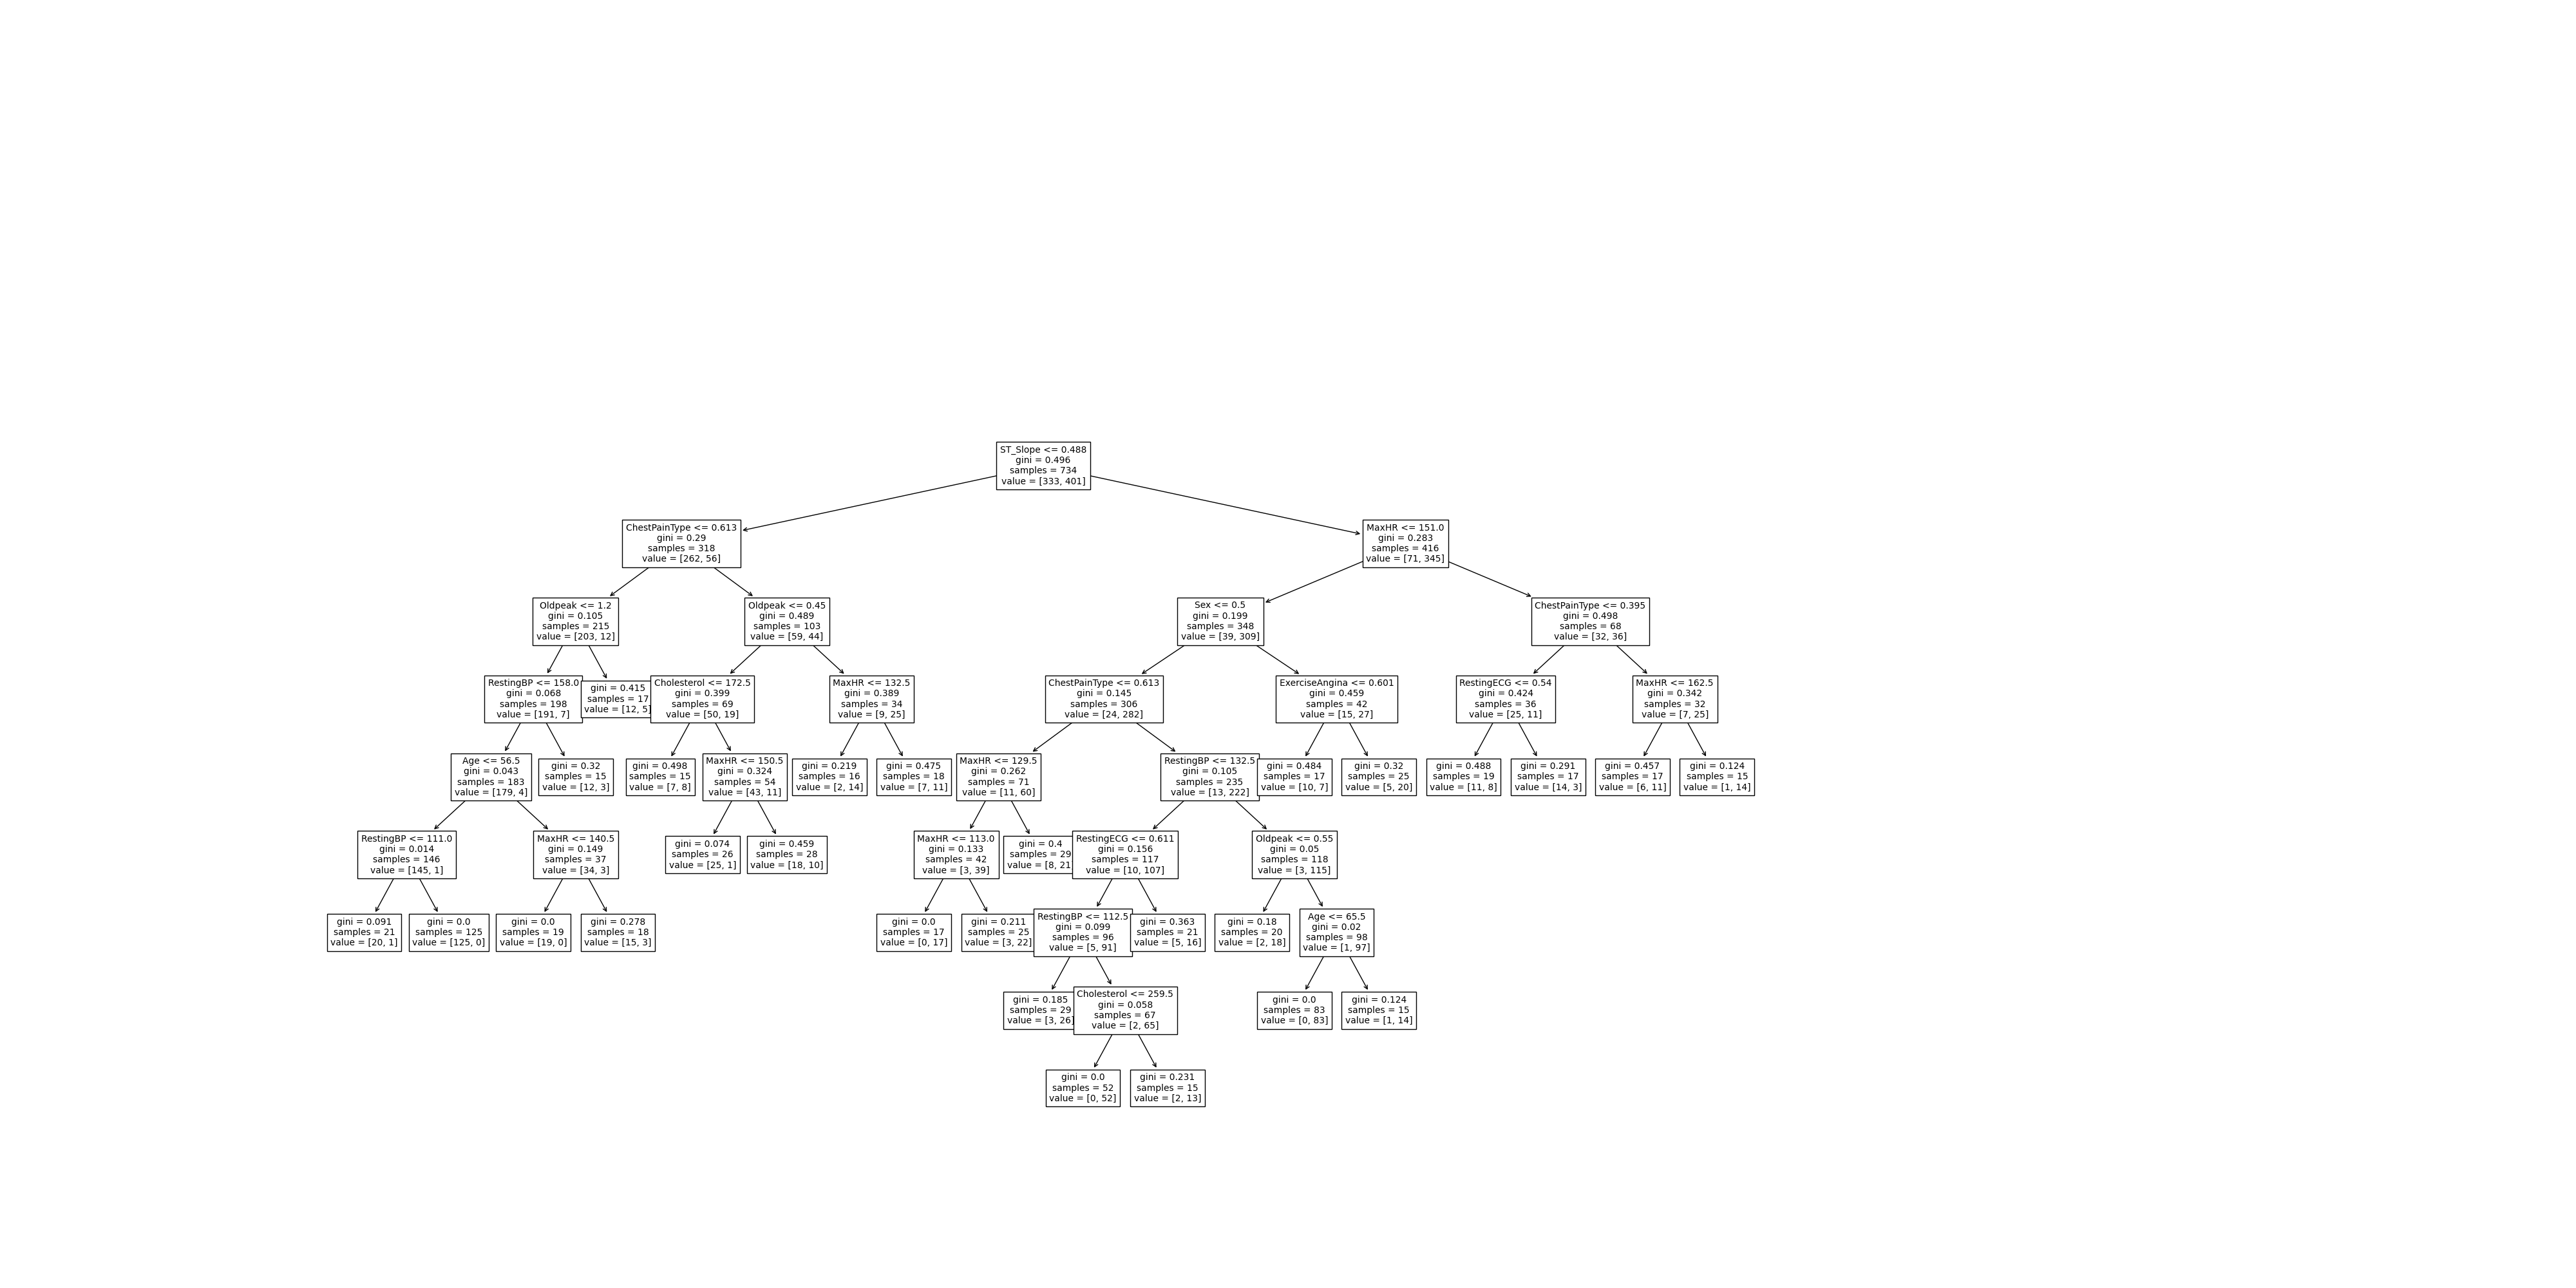 ST_Slope <= 0.488
gini = 0.496
samples = 734
value = [333, 401]
ChestPainType <= 0.613
gini = 0.29
samples = 318
value = [262, 56]
MaxHR <= 151.0
gini = 0.283
samples = 416
value = [71, 345]
Oldpeak <= 1.2
gini = 0.105
samples = 215
value = [203, 12]
Oldpeak <= 0.45
gini = 0.489
samples = 103
value = [59, 44]
Sex <= 0.5
gini = 0.199
samples = 348
value = [39, 309]
ChestPainType <= 0.395
gini = 0.498
samples = 68
value = [32, 36]
RestingBP <= 158.0
gini = 0.068
samples = 198
value = [191, 7]
gini = 0.415
samples = 17
value = [12, 5]
Cholesterol <= 172.5
gini = 0.399
samples = 69
value = [50, 19]
MaxHR <= 132.5
gini = 0.389
samples = 34
value = [9, 25]
ChestPainType <= 0.613
gini = 0.145
samples = 306
value = [24, 282]
ExerciseAngina <= 0.601
gini = 0.459
samples = 42
value = [15, 27]
RestingECG <= 0.54
gini = 0.424
samples = 36
value = [25, 11]
MaxHR <= 162.5
gini = 0.342
samples = 32
value = [7, 25]
Age <= 56.5
gini = 0.043
samples = 183
value = [179, 4]
gini = 0.32
samples = 15
value = [12, 3]
gini = 0.498
samples = 15
value = [7, 8]
MaxHR <= 150.5
gini = 0.324
samples = 54
value = [43, 11]
gini = 0.219
samples = 16
value = [2, 14]
gini = 0.475
samples = 18
value = [7, 11]
MaxHR <= 129.5
gini = 0.262
samples = 71
value = [11, 60]
RestingBP <= 132.5
gini = 0.105
samples = 235
value = [13, 222]
gini = 0.484
samples = 17
value = [10, 7]
gini = 0.32
samples = 25
value = [5, 20]
gini = 0.488
samples = 19
value = [11, 8]
gini = 0.291
samples = 17
value = [14, 3]
gini = 0.457
samples = 17
value = [6, 11]
gini = 0.124
samples = 15
value = [1, 14]
RestingBP <= 111.0
gini = 0.014
samples = 146
value = [145, 1]
MaxHR <= 140.5
gini = 0.149
samples = 37
value = [34, 3]
gini = 0.074
samples = 26
value = [25, 1]
gini = 0.459
samples = 28
value = [18, 10]
MaxHR <= 113.0
gini = 0.133
samples = 42
value = [3, 39]
gini = 0.4
samples = 29
value = [8, 21
RestingECG <= 0.611
gini = 0.156
samples = 117
value = [10, 107]
Oldpeak <= 0.55
gini = 0.05
samples = 118
value = [3, 115]
gini = 0.091
samples = 21
value = [20, 1]
gini = 0.0
samples = 125
value = [125, 0]
gini = 0.0
samples = 19
value = [19, 0]
gini = 0.278
samples = 18
value = [15, 3]
gini = 0.0
samples = 17
value = [0, 17]
gini = 0.211
samples = 25
value = [3, 22]
RestingBP <= 112.5
gini = 0.099
samples = 96
value = [5, 91]
gini = 0.363
samples = 21
value = [5, 16]
gini = 0.18
samples = 20
value = [2, 18]
Age <= 65.5
gini = 0.02
samples = 98
value = [1, 97]
gini = 0.185
samples = 29
value = [3, 26]
Cholesterol <= 259.5
gini = 0.058
samples = 67
value = [2, 65]
gini = 0.0
samples = 83
value = [0, 83]
gini = 0.124
samples = 15
value = [1, 14]
gini = 0.0
samples = 52
value = [0, 52]
gini = 0.231
samples = 15
value = [2, 13]